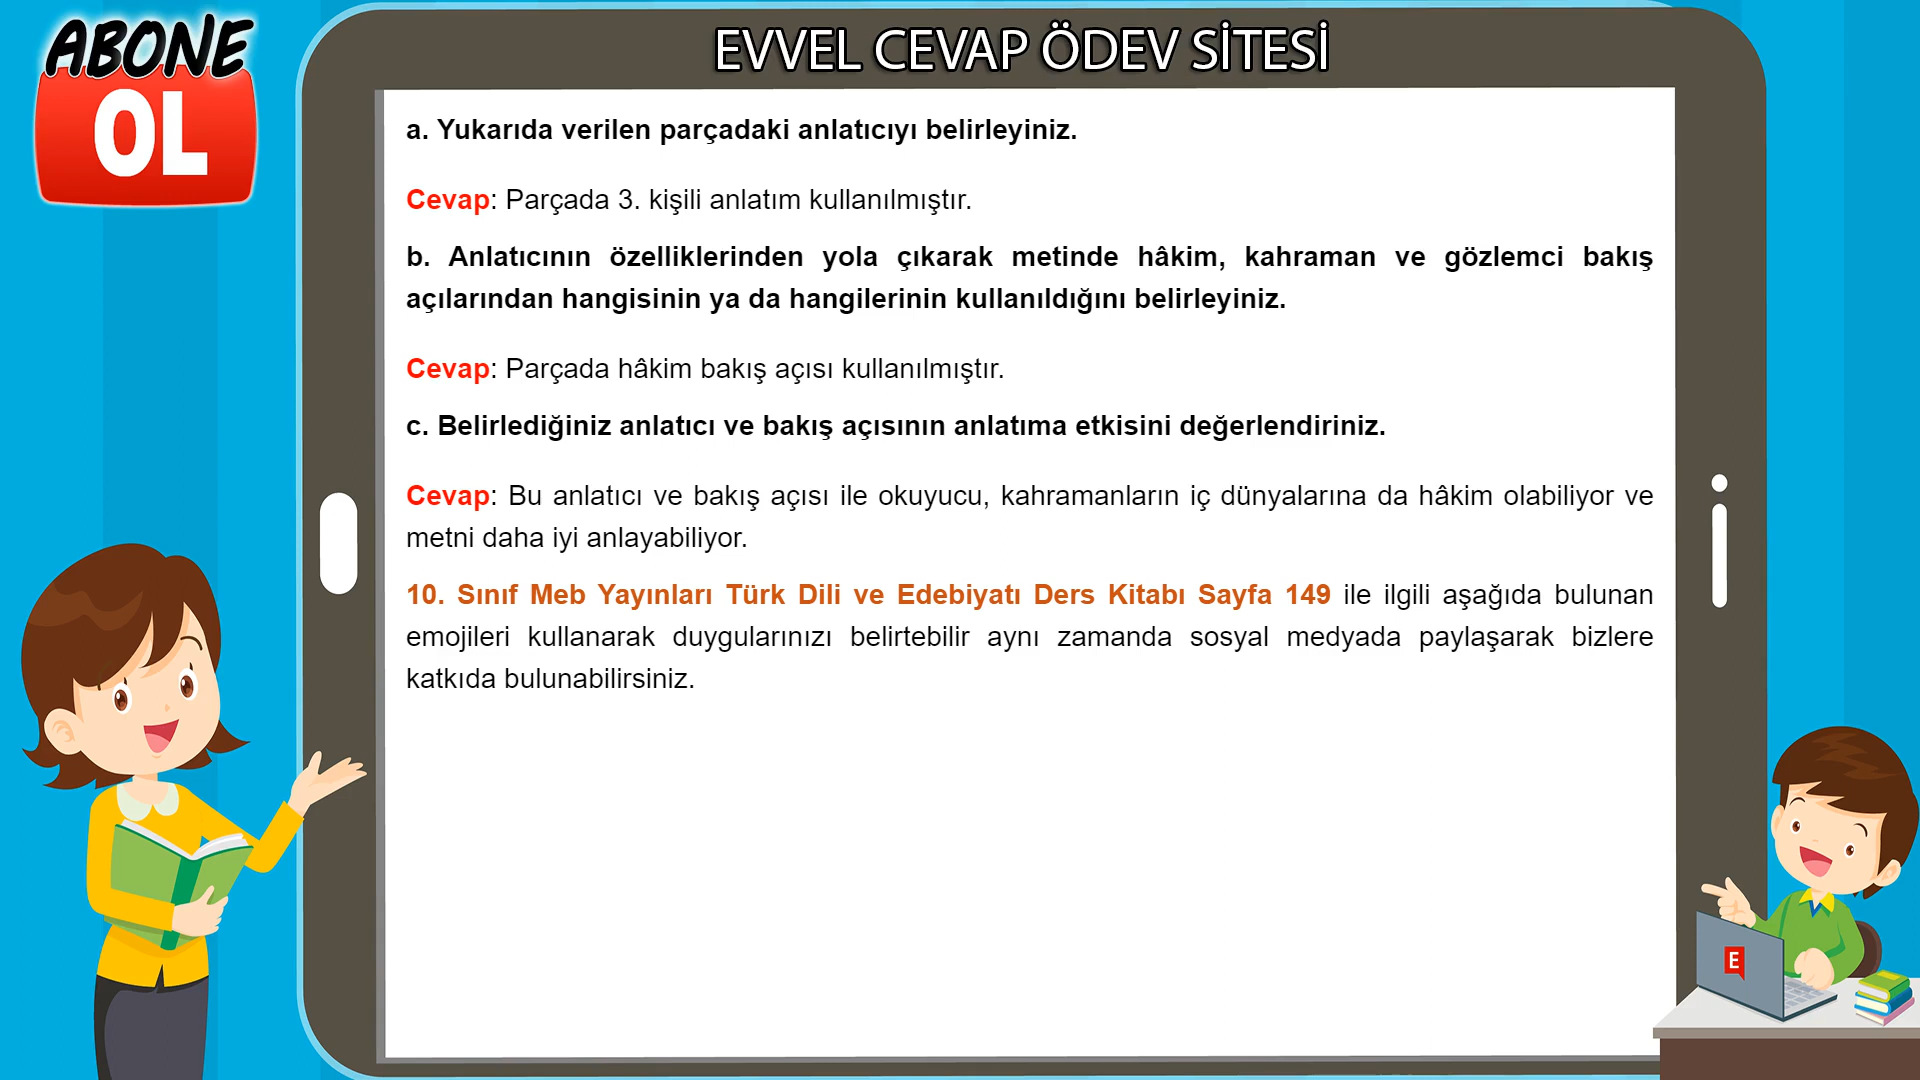 ABONE
OL
EVVEL CEVAP ÖDEV SİTESİ
a. Yukarıda verilen parçadaki anlatıcıyı belirleyiniz.
Cevap: Parçada 3. kişili anlatım kullanılmıştır.
b. Anlatıcının özelliklerinden yola çıkarak metinde hâkim, kahraman ve gözlemci bakış
açılarından hangisinin ya da hangilerinin kullanıldığını belirleyiniz.
Cevap: Parçada hâkim bakış açısı kullanılmıştır.
c. Belirlediğiniz anlatıcı ve bakış açısının anlatıma etkisini değerlendiriniz.
Cevap: Bu anlatıcı ve bakış açısı ile okuyucu, kahramanların iç dünyalarına da hâkim olabiliyor ve
metni daha iyi anlayabiliyor.
10. Sınıf Meb Yayınları Türk Dili ve Edebiyatı Ders Kitabı Sayfa 149 ile ilgili aşağıda bulunan
emojileri kullanarak duygularınızı belirtebilir aynı zamanda sosyal medyada paylaşarak bizlere
katkıda bulunabilirsiniz.
E